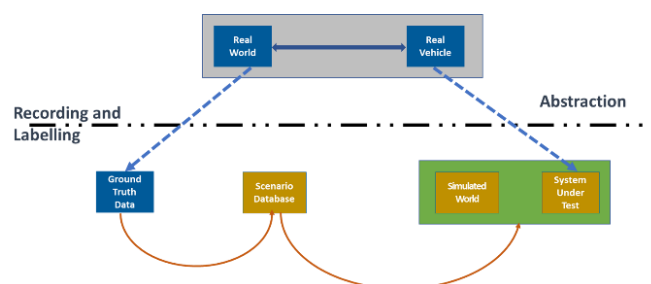 Real
World
Real
Vehicle
Recording and
Labelling
Abstraction
Ground
Truth
Data
Scenario
Database
Simulated
World
System
Under
Test